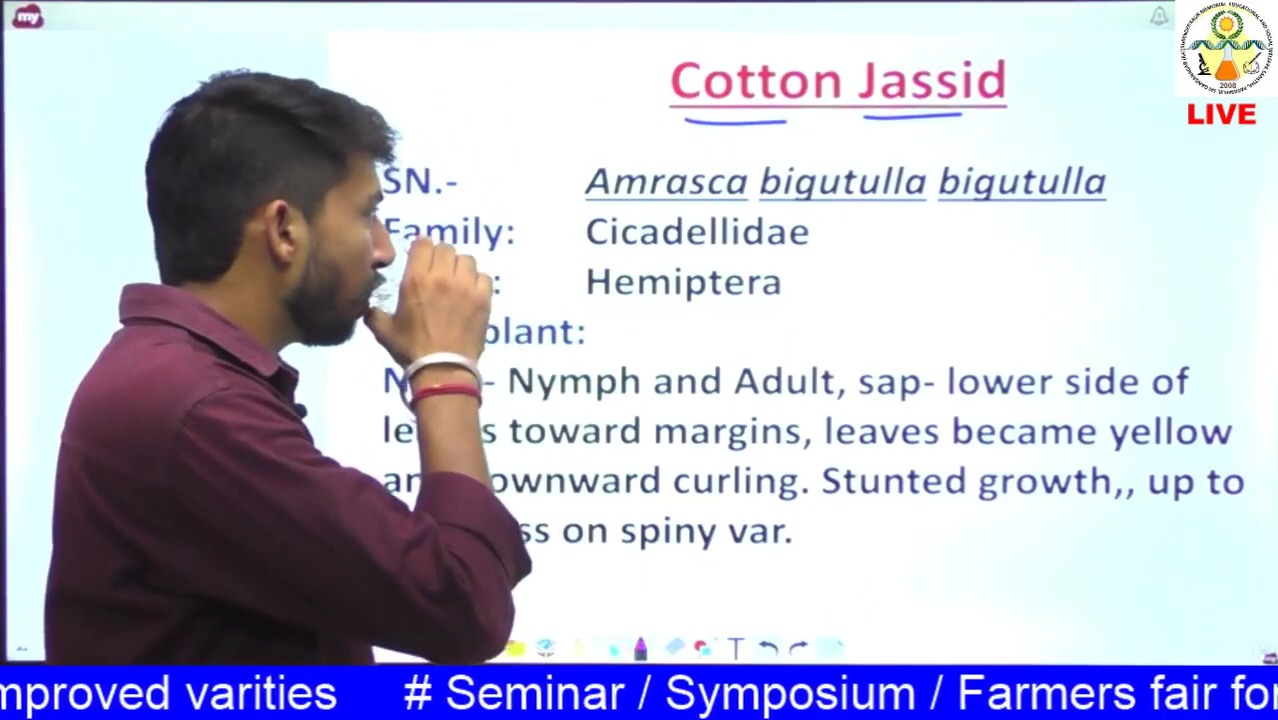 my
Cotton Jassid
LIVE
2008
SN.- Amrasca bigutulla bigutulla
Family: Cicadellidae
: Hemiptera
plant:
- Nymph and Adult, sap- lower side of
toward margins, leaves became yellow
ownward curling. Stunted growth,, up to
ss on spiny var.
T
mproved varities # Seminar / Symposium / Farmers fair for